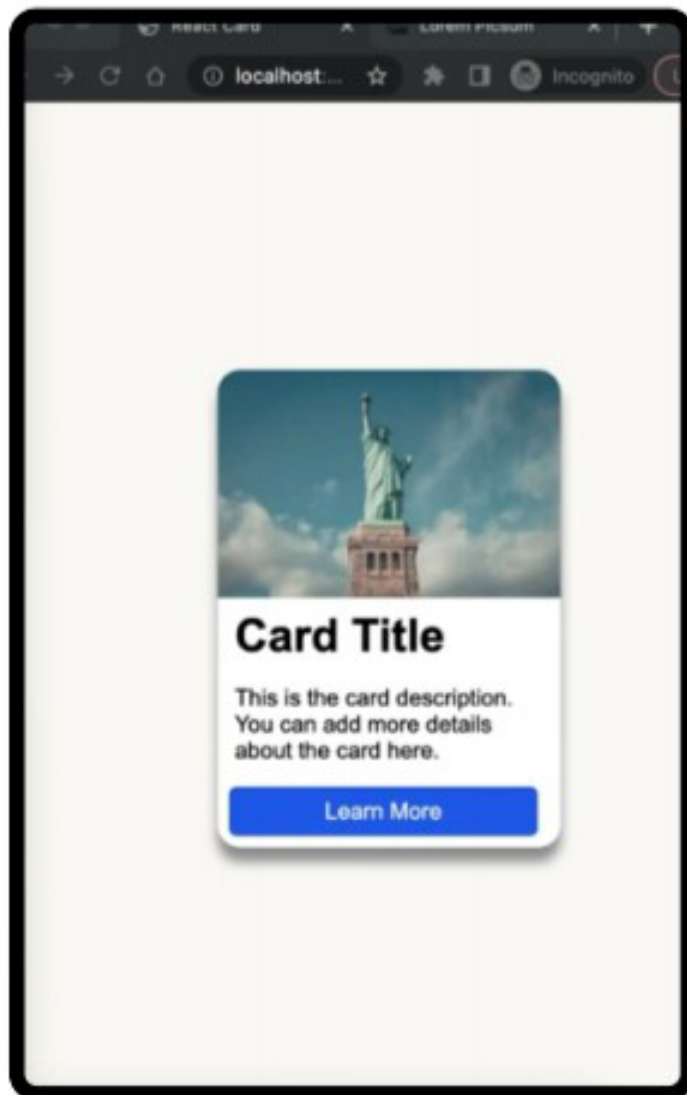 React Card
Lorem Picsum
localhost:...
Incognito
Card Title
This is the card description.
You can add more details
about the card here.
Learn More